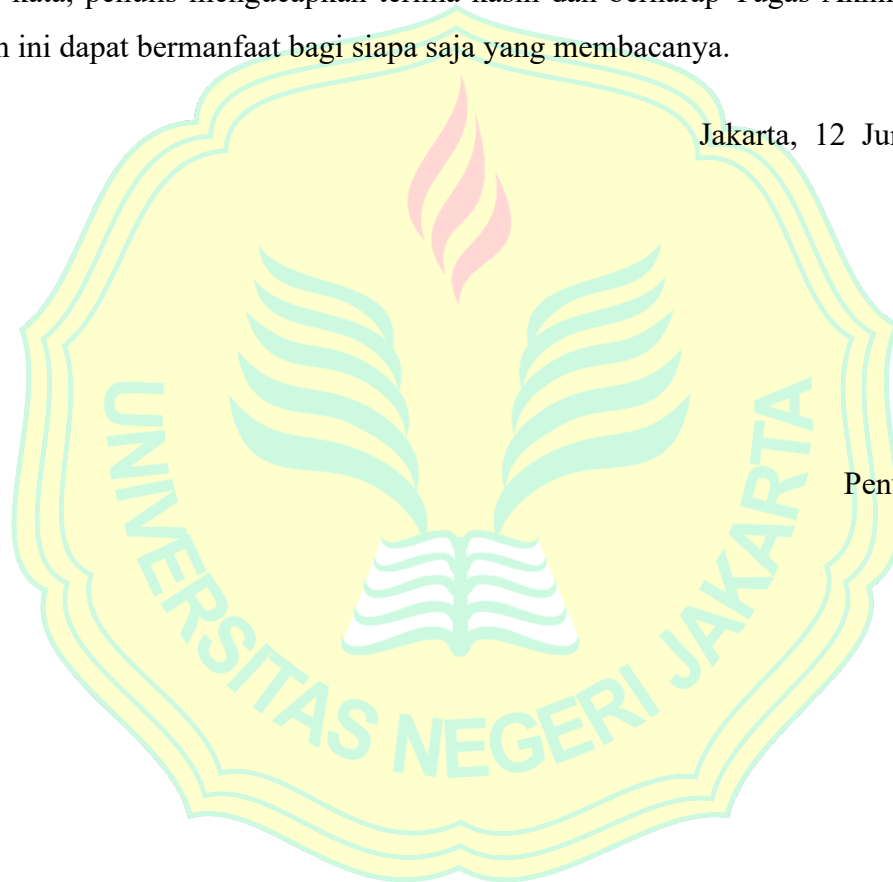 kata, penulis mengucapkan terima kasih dan berharap Tugas
ini dapat bermanfaat bagi siapa saja yang membacanya.
Jakarta, 12
UNIVERSITAS NEGERI JAKARTA